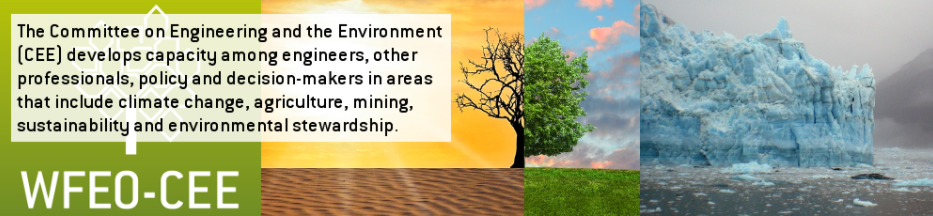 The Committee on Engineering and the Environment
(CEE) develops capacity among engineers, other
professionals, policy and decision-makers in areas
that include climate change, agriculture, mining,
sustainability and environmental stewardship.
WFEO-CEE